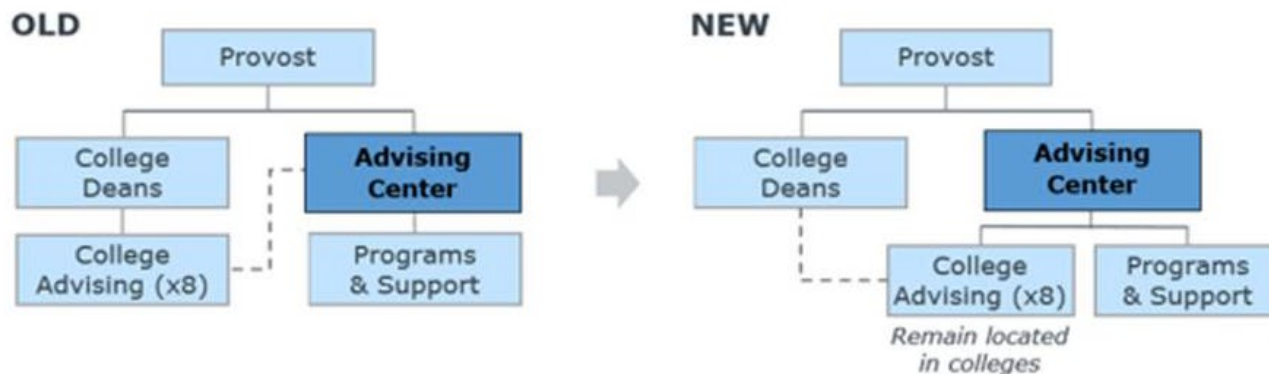 OLD
Provost
College
Deans
Advising
Center
College
Advising (x8)
Programs
& Support
NEW
Provost
College
Deans
Advising
Center
College
Advising (x8)
Programs
& Support
Remain located
in colleges